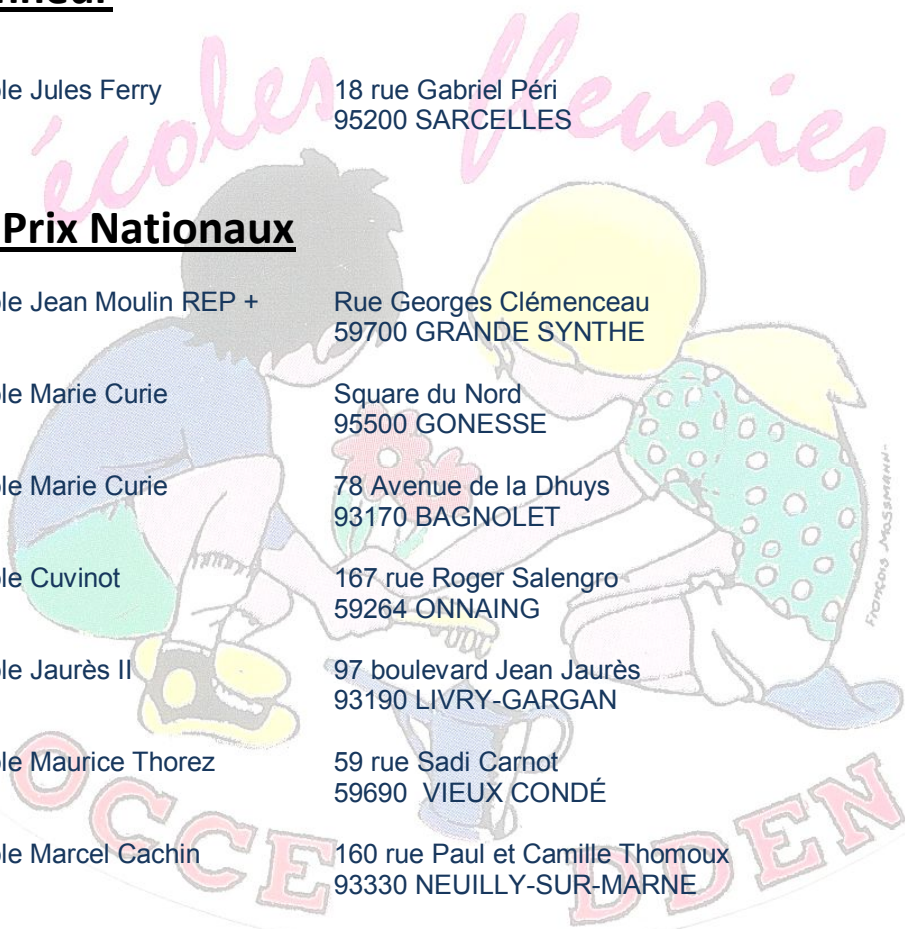 nneur
écoles fleuries
ole Jules Ferry 18 rue Gabriel Péri
95200 SARCELLES
Prix Nationaux
ole Jean Moulin REP + Rue Georges Clémenceau
59700 GRANDE SYNTHE
ole Marie Curie Square du Nord
95500 GONESSE
ole Marie Curie 78 Avenue de la Dhuys
93170 BAGNOLET
ole Cuvinot 167 rue Roger Salengro
59264 ONNAING
ole Jaurès II 97 boulevard Jean Jaurès
93190 LIVRY-GARGAN
ole Maurice Thorez 59 rue Sadi Carnot
59690 VIEUX CONDÉ
ole Marcel Cachin 160 rue Paul et Camille Thomoux
93330 NEUILLY-SUR-MARNE
OCCE DDEN
François MOSSMANN